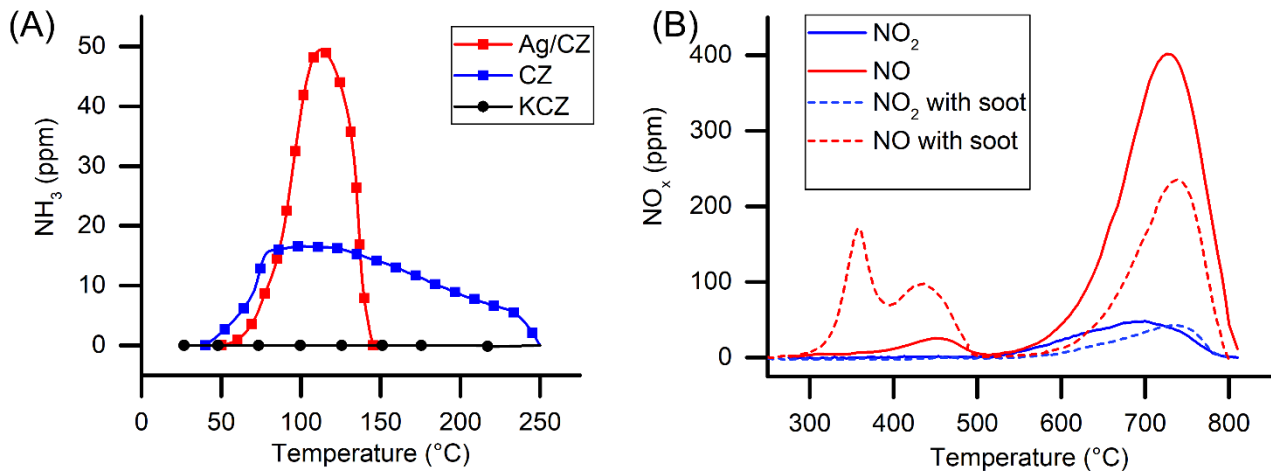 (A)
50
40
30
20
10
0
NH₃ (ppm)
Ag/CZ
CZ
KCZ
0 50 100 150 200 250
Temperature (°C)
(B)
400
300
200
100
0
NOₓ (ppm)
NO₂
NO
NO₂ with soot
NO with soot
300 400 500 600 700 800
Temperature (°C)